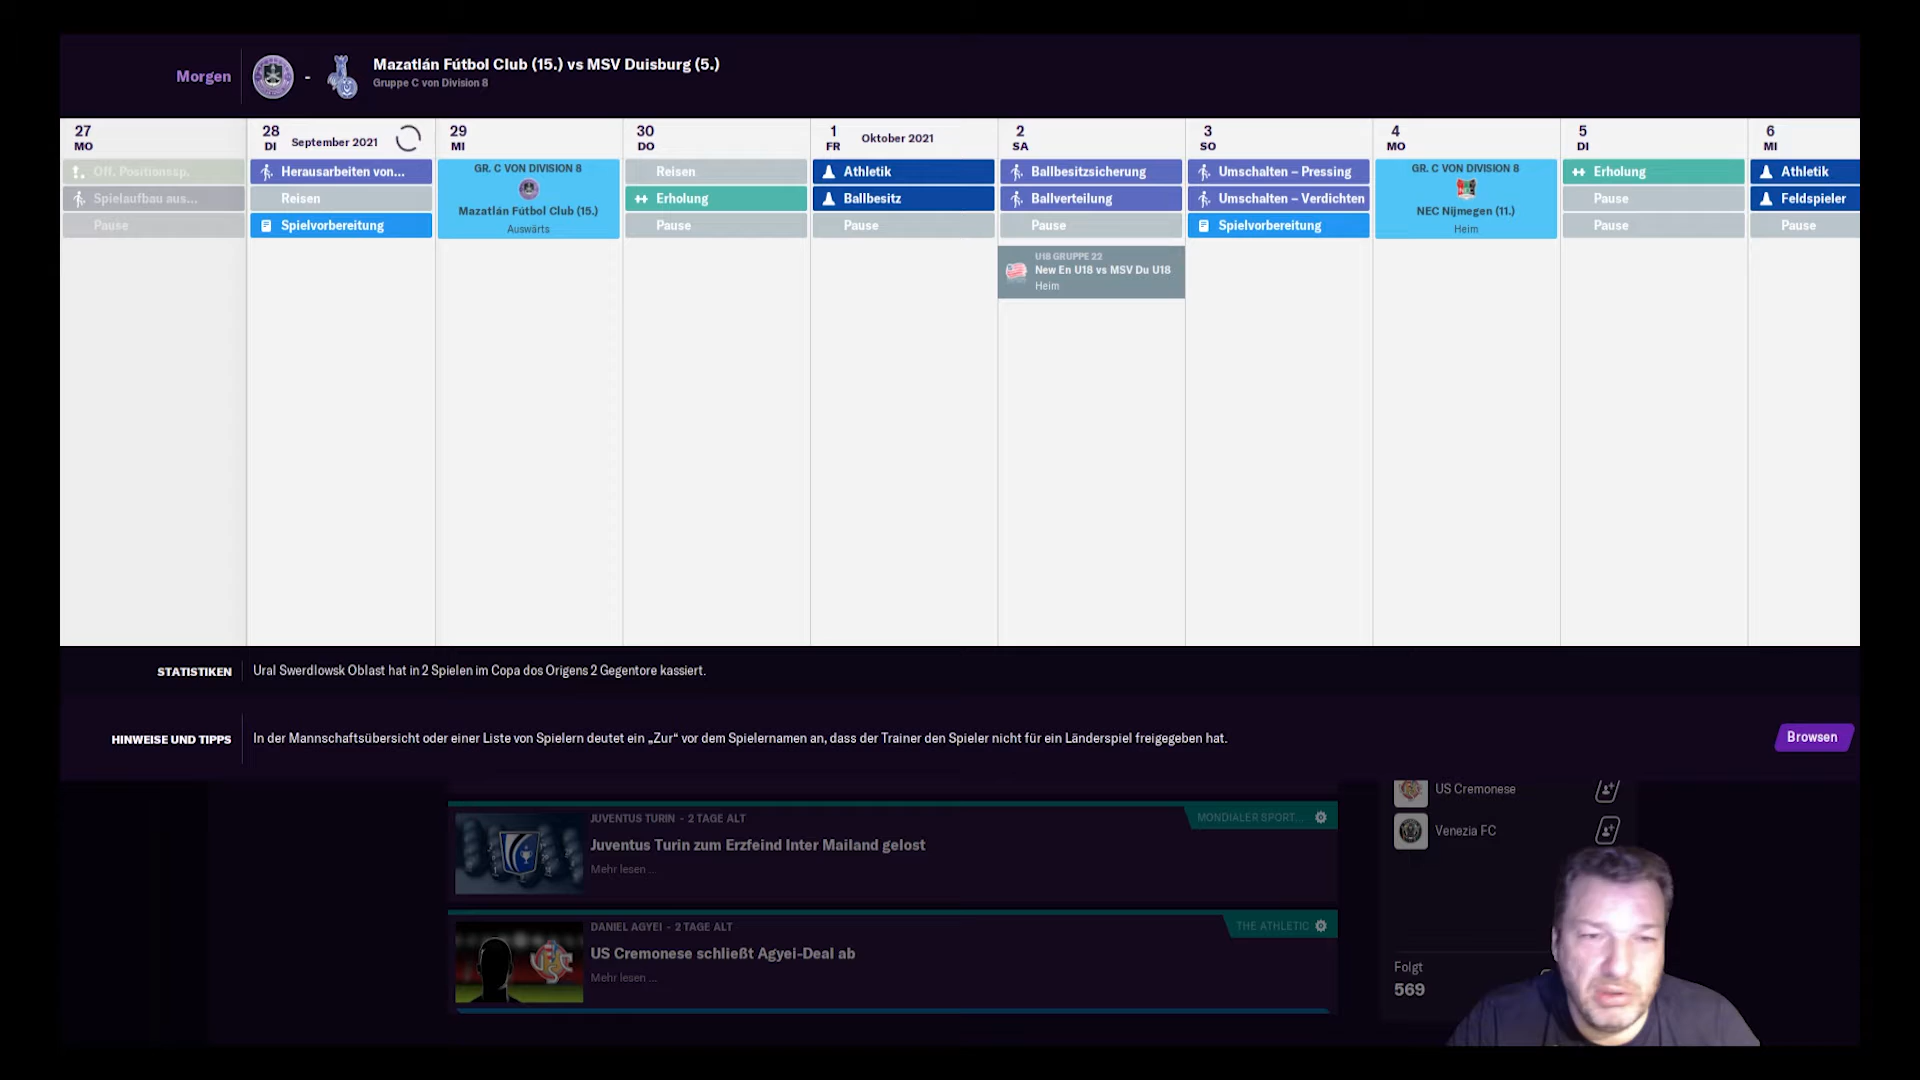 Morgen
-
Mazatlán Fútbol Club (15.) vs MSV Duisburg (5.)
Gruppe C von Division 8
27
MO
Off. Positionssp.
Spielaufbau aus...
Pause
28
DI
September 2021
Herausarbeiten von...
Reisen
Spielvorbereitung
29
MI
GR. C VON DIVISION 8
Mazatlán Fútbol Club (15.)
Auswärts
30
DO
Reisen
Erholung
Pause
1
FR
Oktober 2021
Athletik
Ballbesitz
Pause
2
SA
Ballbesitzsicherung
Ballverteilung
Pause
U18 GRUPPE 22
New En U18 vs MSV Du U18
Heim
3
SO
Umschalten – Pressing
Umschalten – Verdichten
Spielvorbereitung
4
MO
GR. C VON DIVISION 8
NEC Nijmegen (11.)
Heim
5
DI
Erholung
Pause
Pause
6
MI
Athletik
Feldspieler
Pause
STATISTIKEN
Ural Swerdlowsk Oblast hat in 2 Spielen im Copa dos Origens 2 Gegentore kassiert.
HINWEISE UND TIPPS
In der Mannschaftsübersicht oder einer Liste von Spielern deutet ein „Zur“ vor dem Spielernamen an, dass der Trainer den Spieler nicht für ein Länderspiel freigegeben hat.
Browsen
JUVENTUS TURIN - 2 TAGE ALT
MONDIALER SPORT...
Juventus Turin zum Erzfeind Inter Mailand gelost
Mehr lesen ...
DANIEL AGYEI - 2 TAGE ALT
THE ATHLETIC
US Cremonese schließt Agyei-Deal ab
Mehr lesen ...
US Cremonese
Venezia FC
Folgt
569